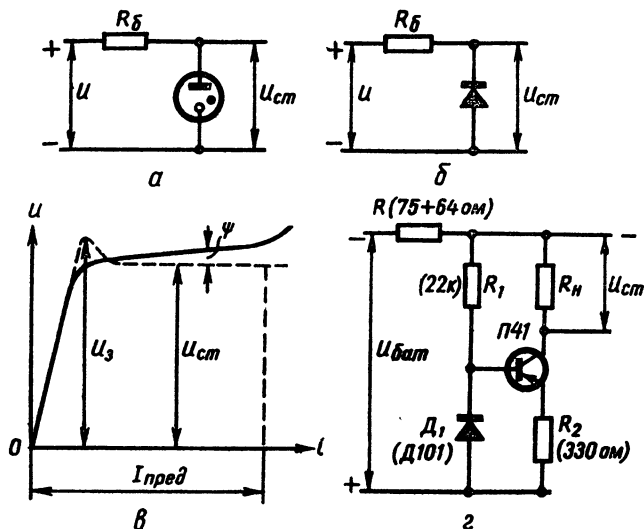 Rб
+
U
Uст
−
а
Rб
+
U
Uст
−
б
U
ψ
Uз
Uст
0
i
Iпред
в
R (75+64 ом)
−
−
(22к) R1
Rн
Uст
П41
Uбат
Д1
(Д101)
R2
(330 ом)
+
г